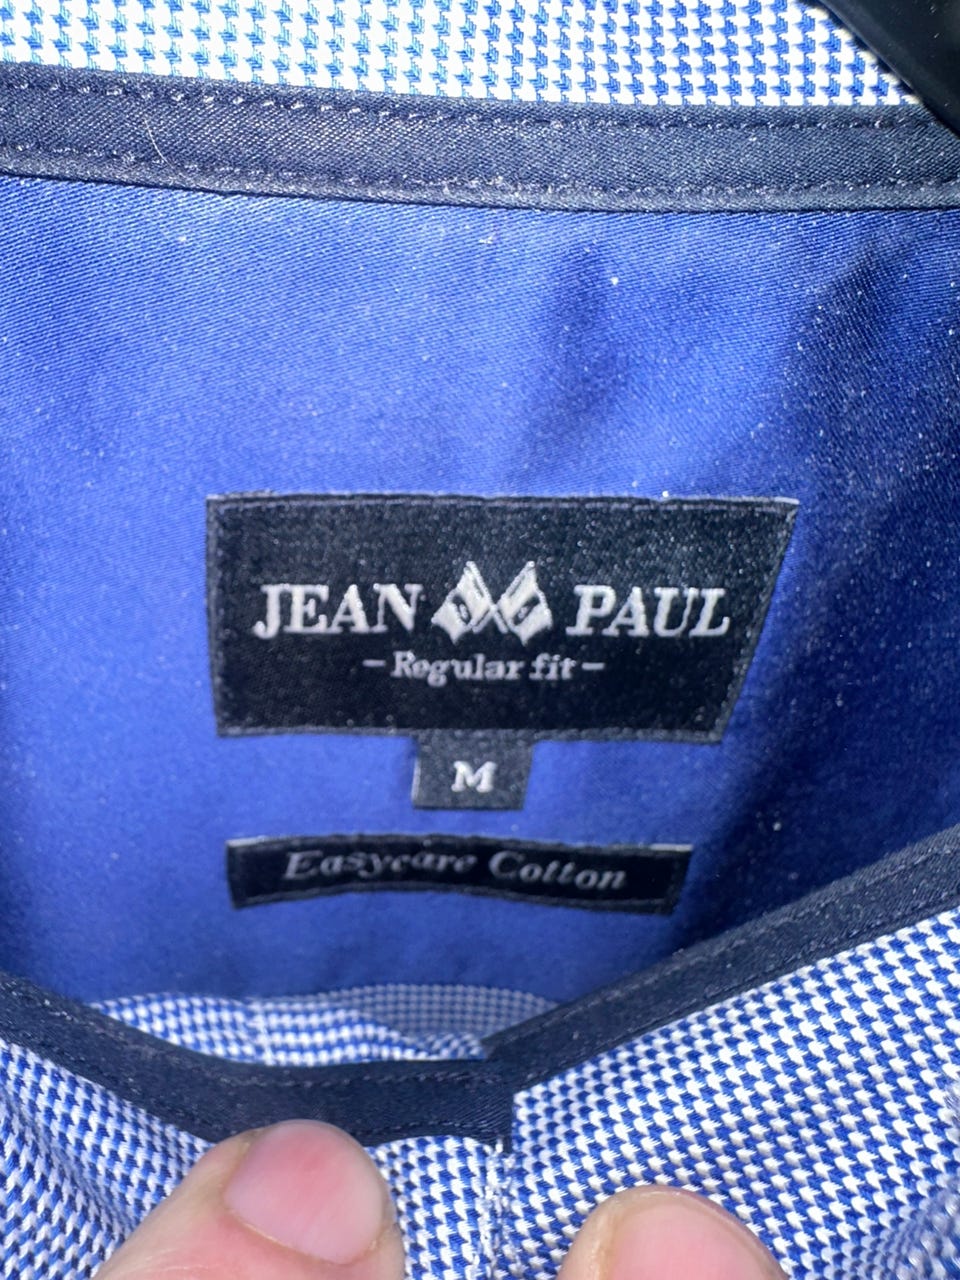 JEAN PAUL
- Regular fit -
M
Easycare Cotton